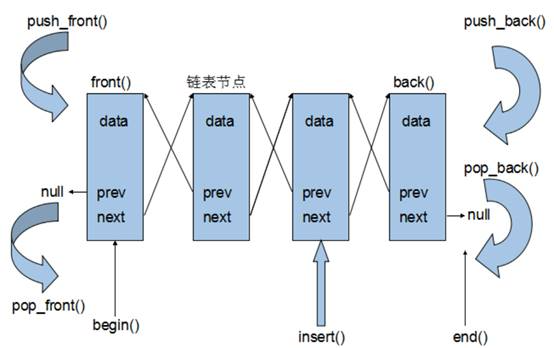 push_front()
push_back()
front()
链表节点
back()
data
data
data
data
pop_back()
null
prev
prev
prev
prev
next
next
next
next
null
pop_front()
begin()
insert()
end()